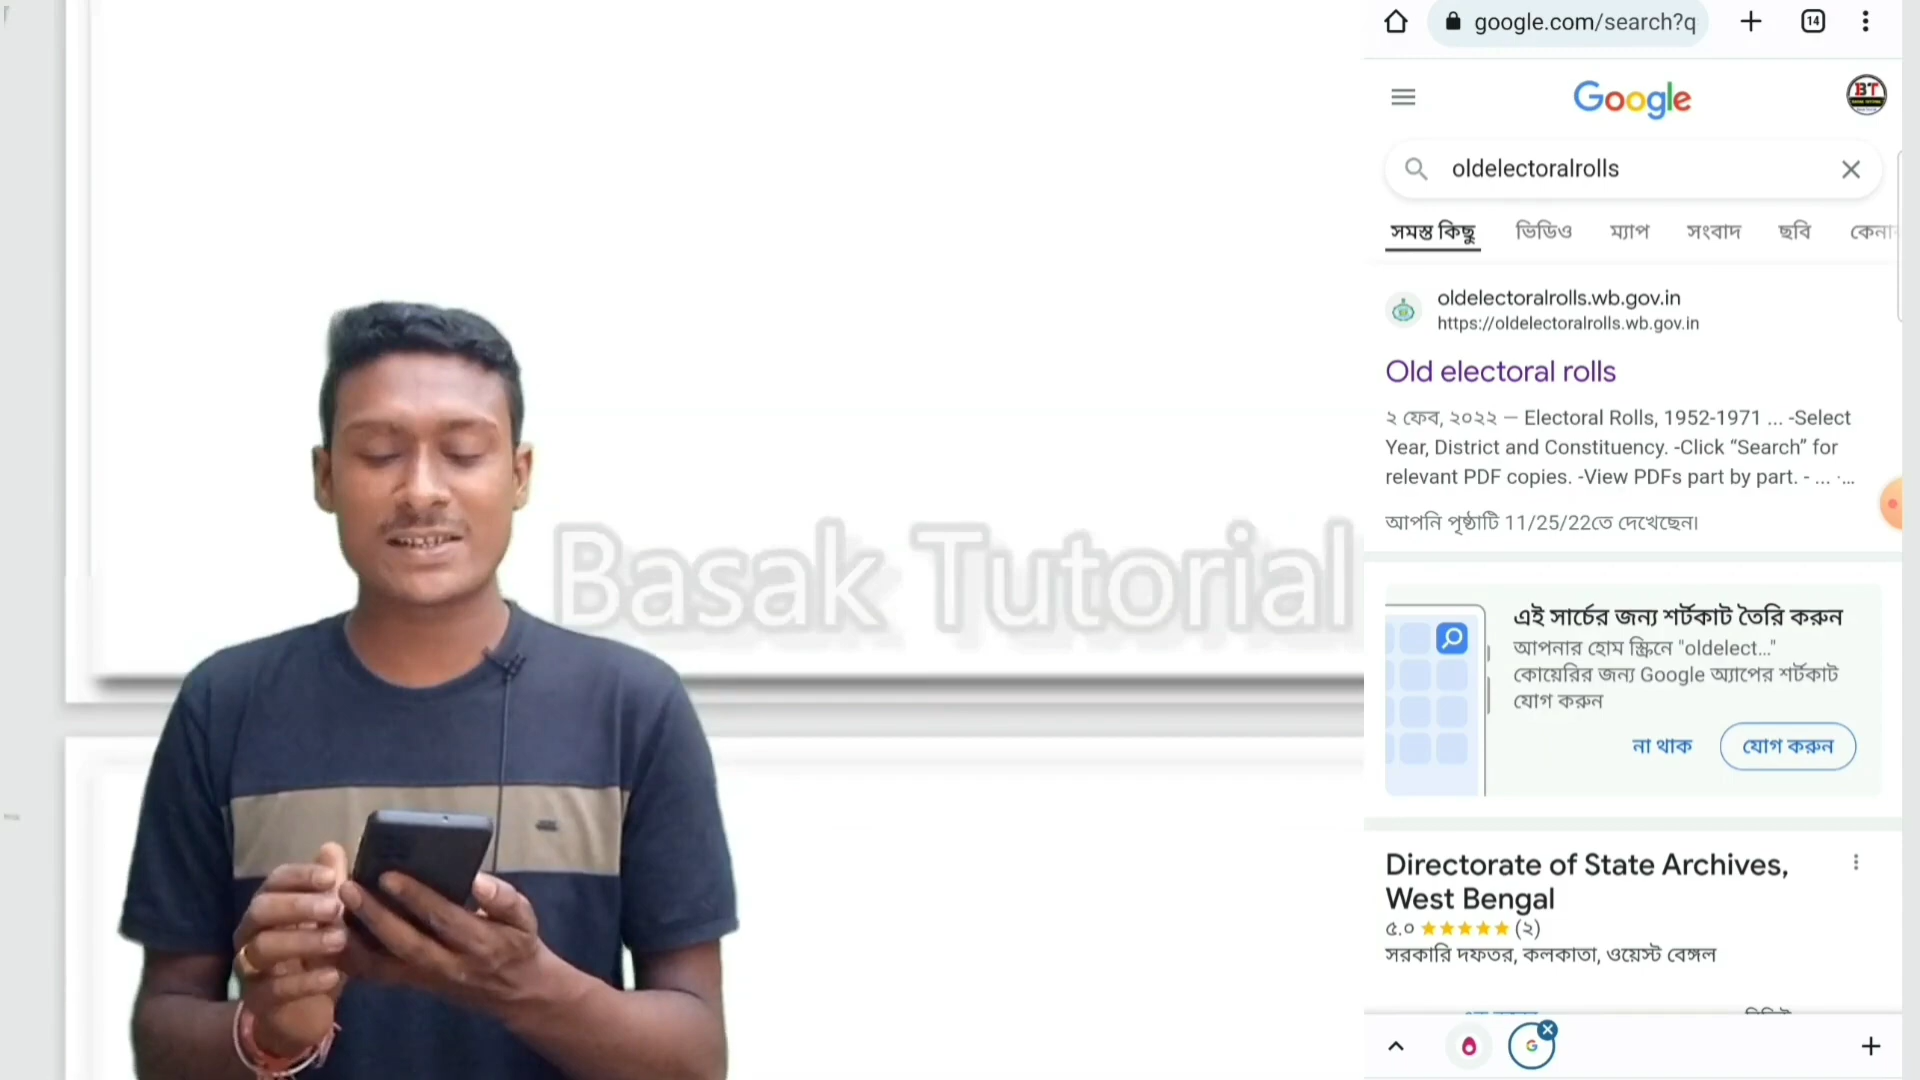 google.com/search?q
14
Google
BT
oldelectoralrolls
সমস্ত কিছু ভিডিও ম্যাপ সংবাদ ছবি
oldelectoralrolls.wb.gov.in
https://oldelectoralrolls.wb.gov.in
Old electoral rolls
২ ফেব, ২০২২ — Electoral Rolls, 1952-1971 ... -Select
Year, District and Constituency. -Click “Search” for
relevant PDF copies. -View PDFs part by part. - ... ·...
আপনি পৃষ্ঠাটি 11/25/22তে দেখেছেন।
এই সার্চের জন্য শর্টকাট তৈরি করুন
আপনার হোম স্ক্রিনে "oldelect..."
কোয়েরির জন্য Google অ্যাপের শর্টকাট
যোগ করুন
না থাক যোগ করুন
Directorate of State Archives,
West Bengal
৫.০ (২)
সরকারি দফতর, কলকাতা, ওয়েস্ট বেঙ্গল
Basak Tutorial